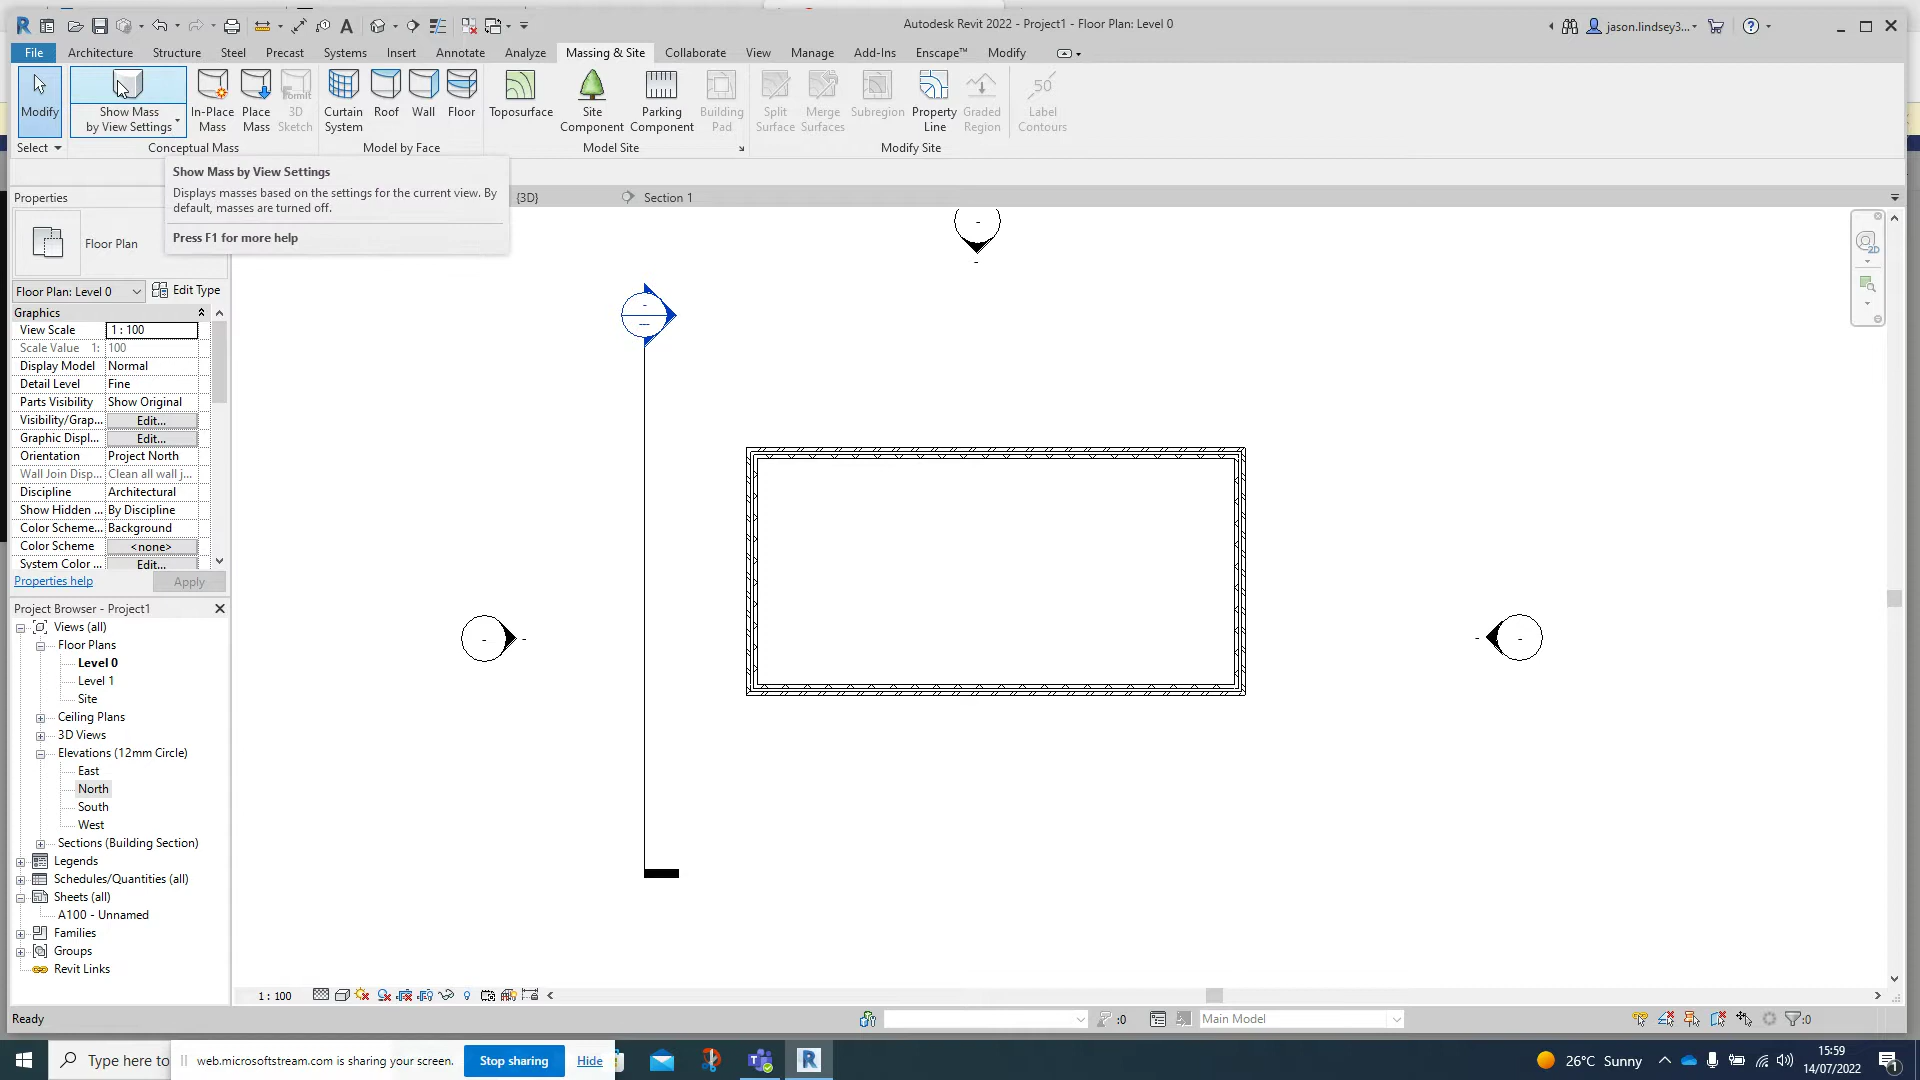 Autodesk Revit 2022 - Project1 - Floor Plan: Level 0
jason.lindsey3...
File
Architecture
Structure
Steel
Precast
Systems
Insert
Annotate
Analyze
Massing & Site
Collaborate
View
Manage
Add-Ins
Enscape™
Modify
Modify
Show Mass
by View Settings
In-Place
Mass
Place
Mass
FormIt
3D
Sketch
Curtain
System
Roof
Wall
Floor
Toposurface
Site
Component
Parking
Component
Building
Pad
Split
Surface
Merge
Surfaces
Subregion
Property
Line
Graded
Region
50
Label
Contours
Select
Conceptual Mass
Model by Face
Model Site
Modify Site
Show Mass by View Settings
Displays masses based on the settings for the current view. By
default, masses are turned off.
Press F1 for more help
{3D}
Section 1
2D
Properties
Floor Plan
Floor Plan: Level 0
Edit Type
Graphics
View Scale 1 : 100
Scale Value 1: 100
Display Model Normal
Detail Level Fine
Parts Visibility Show Original
Visibility/Grap... Edit...
Graphic Displ... Edit...
Orientation Project North
Wall Join Disp... Clean all wall j...
Discipline Architectural
Show Hidden ... By Discipline
Color Scheme... Background
Color Scheme <none>
System Color ... Edit...
Properties help
Apply
Project Browser - Project1
Views (all)
Floor Plans
Level 0
Level 1
Site
Ceiling Plans
3D Views
Elevations (12mm Circle)
East
North
South
West
Sections (Building Section)
Legends
Schedules/Quantities (all)
Sheets (all)
A100 - Unnamed
Families
Groups
Revit Links
1 : 100
Ready
:0
Main Model
:0
Type here to
web.microsoftstream.com is sharing your screen.
Stop sharing
Hide
26°C Sunny
15:59
14/07/2022
1